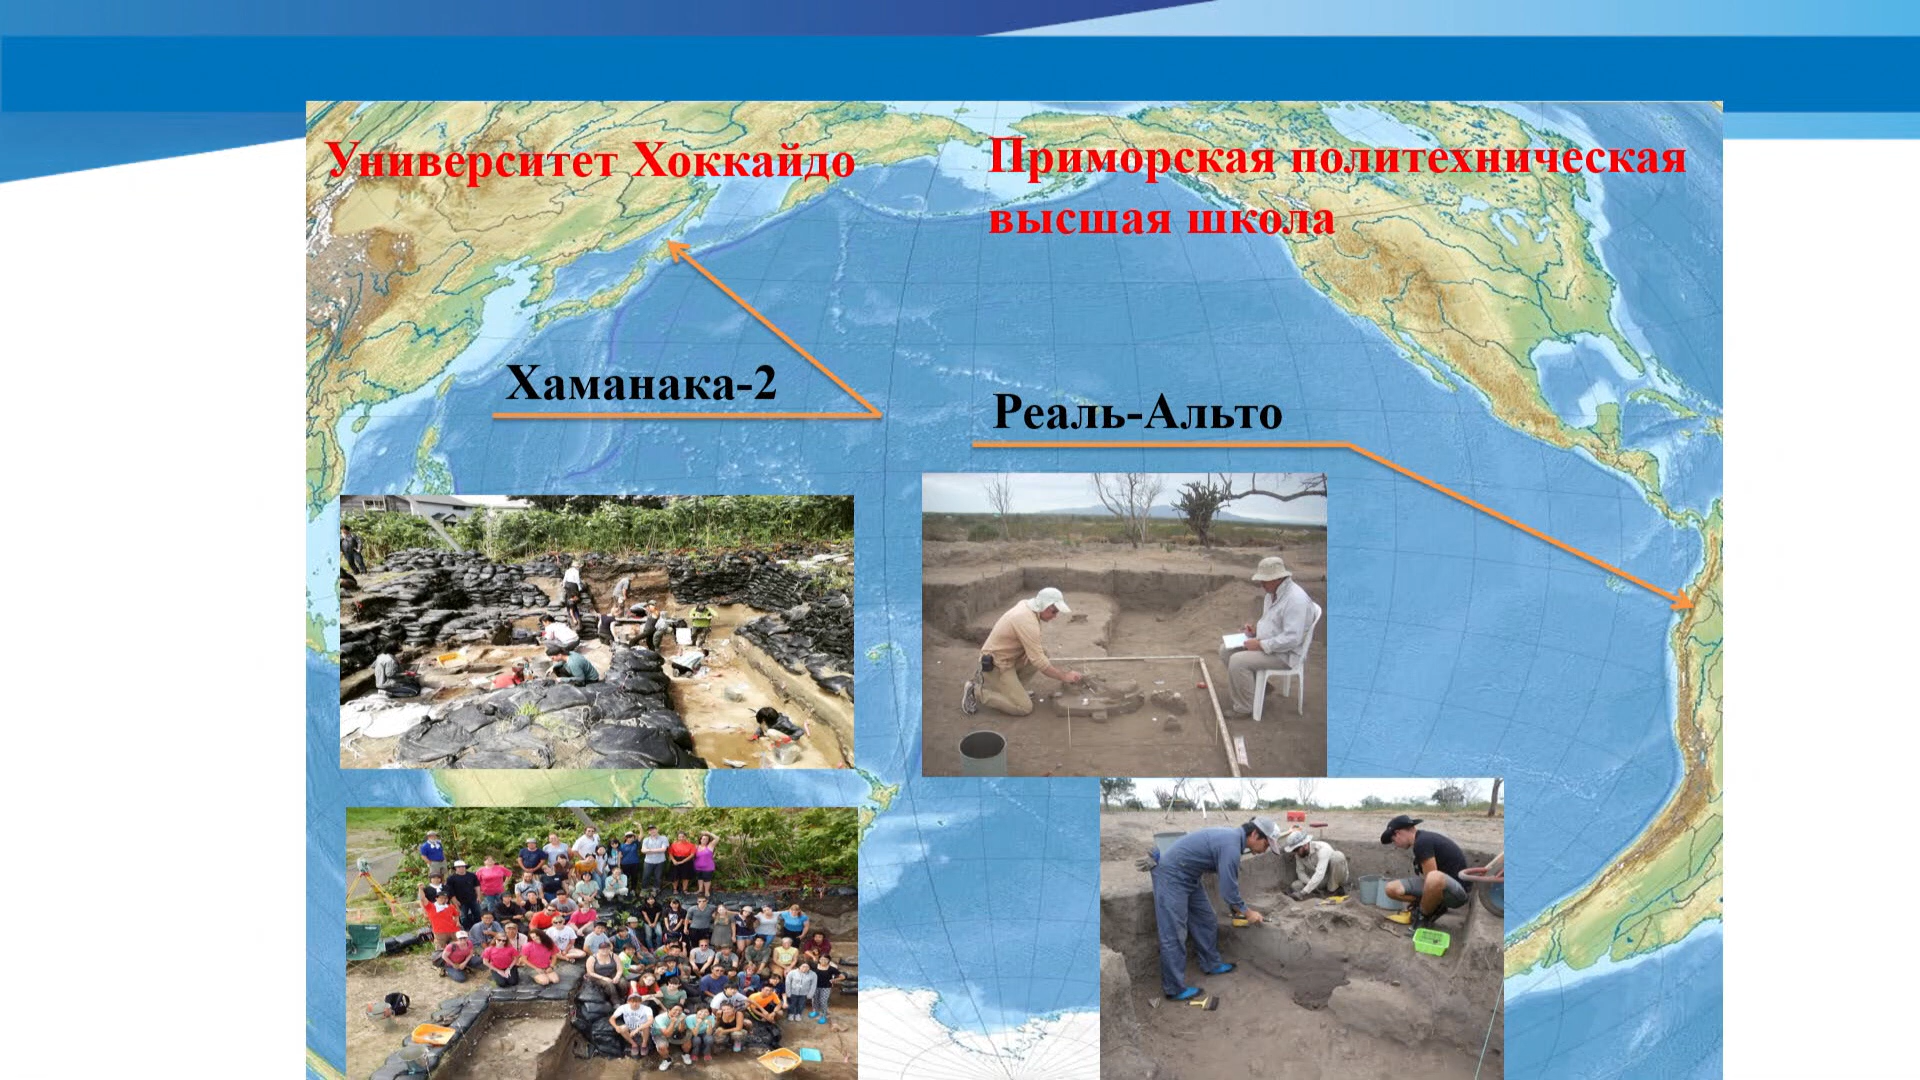 Университет Хоккайдо
Приморская политехническая
высшая школа
Хаманака-2
Реаль-Альто